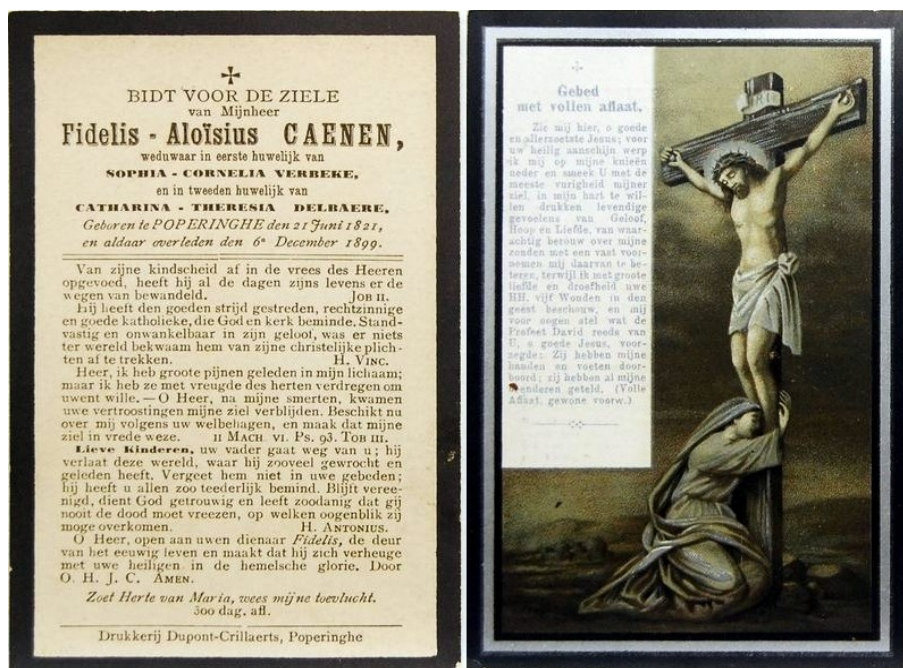 BIDT VOOR DE ZIELE
van Mijnheer
Fidelis - Aloïsius CAENEN,
weduwaar in eerste huwelijk van
SOPHIA - CORNELIA VERBEKE,
en in tweeden huwelijk van
CATHARINA - THERESIA DELBAERE,
Geboren te POPERINGHE den 21 Juni 1821,
en aldaar overleden den 6n December 1899.
Van zijne kindscheid af in de vrees des Heeren
opgevoed, heeft hij al de dagen zijns levens er de
wegen van bewandeld. JOB II.
Hij heeft den goeden strijd gestreden, rechtzinnige
en goede katholieke, die God en kerk beminde. Stand-
vastig en onwankelbaar in zijn geloof, was er niets
ter wereld bekwaam hem van zijne christelijke plich-
ten af te trekken. H. VINC.
Heer, ik heb groote pijnen geleden in mijn lichaam;
maar ik heb ze met vreugde des herten verdregen om
uwent wille. — O Heer, na mijne smerten, kwamen
uwe vertroostingen mijne ziel verblijden. Beschikt nu
over mij volgens uw welbehagen, en maak dat mijne
ziel in vrede weze. II MACH. VI. PS. 93. TOB III.
Lieve Kinderen, uw vader gaat weg van u; hij
verlaat deze wereld, waar hij zooveel gewrocht en
geleden heeft. Vergeet hem niet in uwe gebeden;
hij heeft u allen zoo teederlijk bemind. Blijft veree-
nigd, dient God getrouwig en leeft zoodanig dat gij
nooit de dood moet vreezen, op welken oogenblik zij
moge overkomen. H. ANTONIUS.
O Heer, open aan uwen dienaar Fidelis, de deur
van het eeuwig leven en maakt dat hij zich verheuge
met uwe heiligen in de hemelsche glorie. Door
O. H. J. C. AMEN.
Zoet Herte van Maria, wees mijne toevlucht.
300 dag. afl.
Drukkerij Dupont-Crillaerts, Poperinghe
Gebed
met vollen aflaat.
Zie mij hier, o goede
en allerzoetste Jesus; voor
uw heilig aanschijn werp
ik mij op mijne knieën
neder en smeek U met de
meeste vurigheid mijner
ziel, in mijn hart te wil-
len drukken levendige
gevoelens van Geloof,
Hoop en Liefde, van waar-
achtig berouw over mijne
zonden met een vast voor-
nemen mij daarvan te be-
teren, terwijl ik met groote
liefde en droefheid uwe
HH. vijf Wonden in den
geest beschouw, en mij
voor oogen stel wat de
Profeet David reeds van
U, o goede Jesus, voor-
zegde: Zij hebben mijne
handen en voeten door-
boord; zij hebben al mijne
beenderen geteld. (Volle
Aflaat, gewone voorw.)
INRI